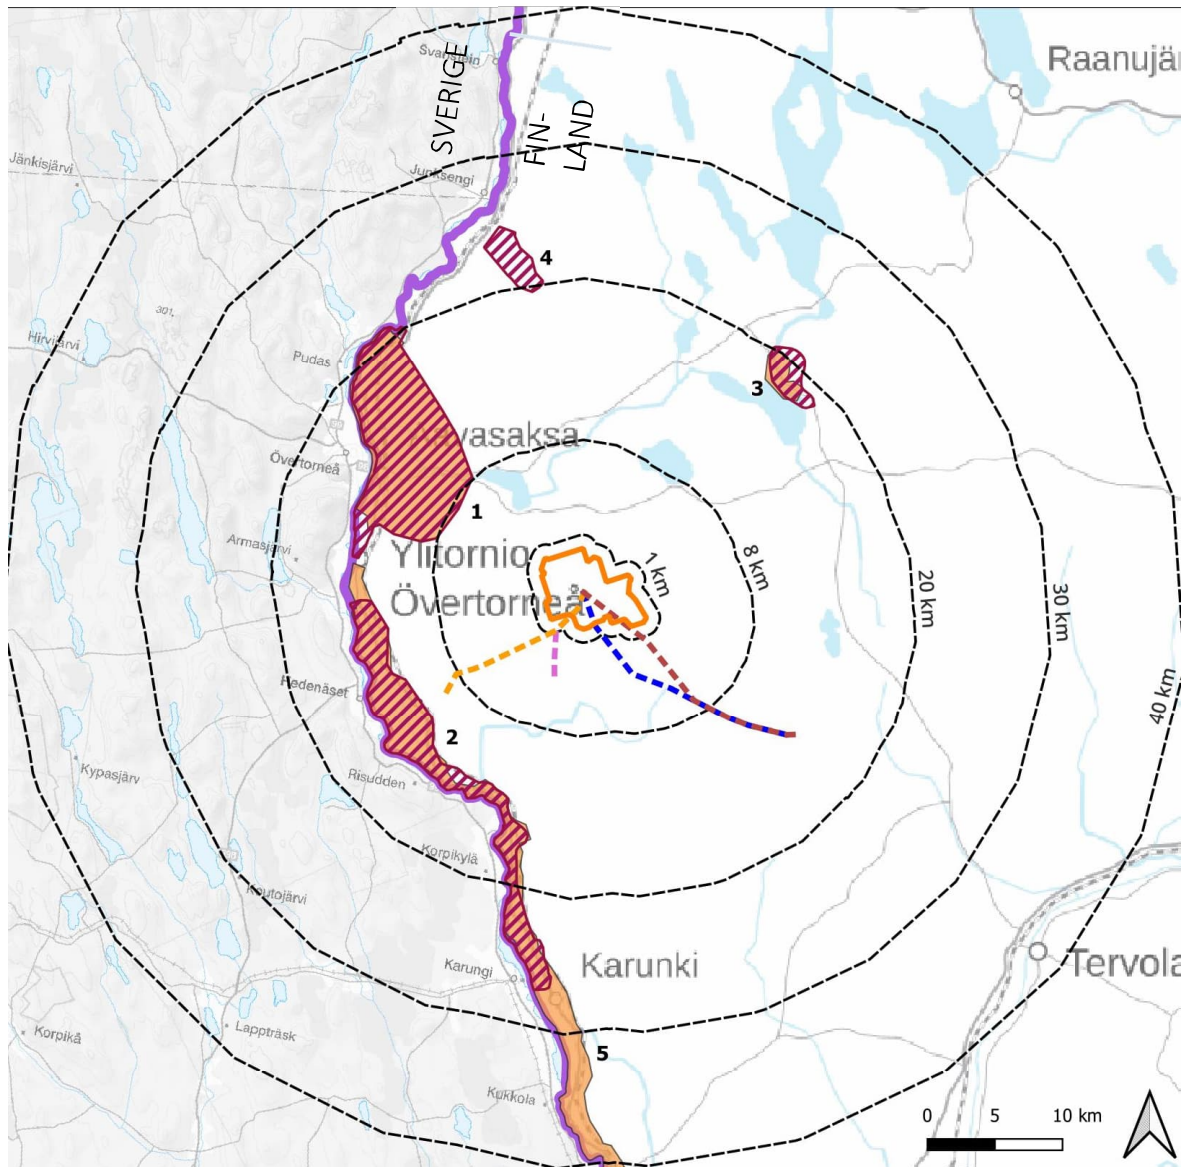 Raanujär
Svanstein
SVERIGE
FIN-
LAND
Jänkisjärvi
Junksengi
4
301
Hirvijärvi
Pudas
3
Övertorneå
1
Armasjärvi
Ylitornio
Övertorneå
1 km
8 km
20 km
30 km
40 km
Hedenäset
2
Kypasjärv
Risudden
Korpikylä
Koutojärvi
Karungi
Karunki
Tervola
Korpikå
Lappträsk
5
Kukkola
0 5 10 km